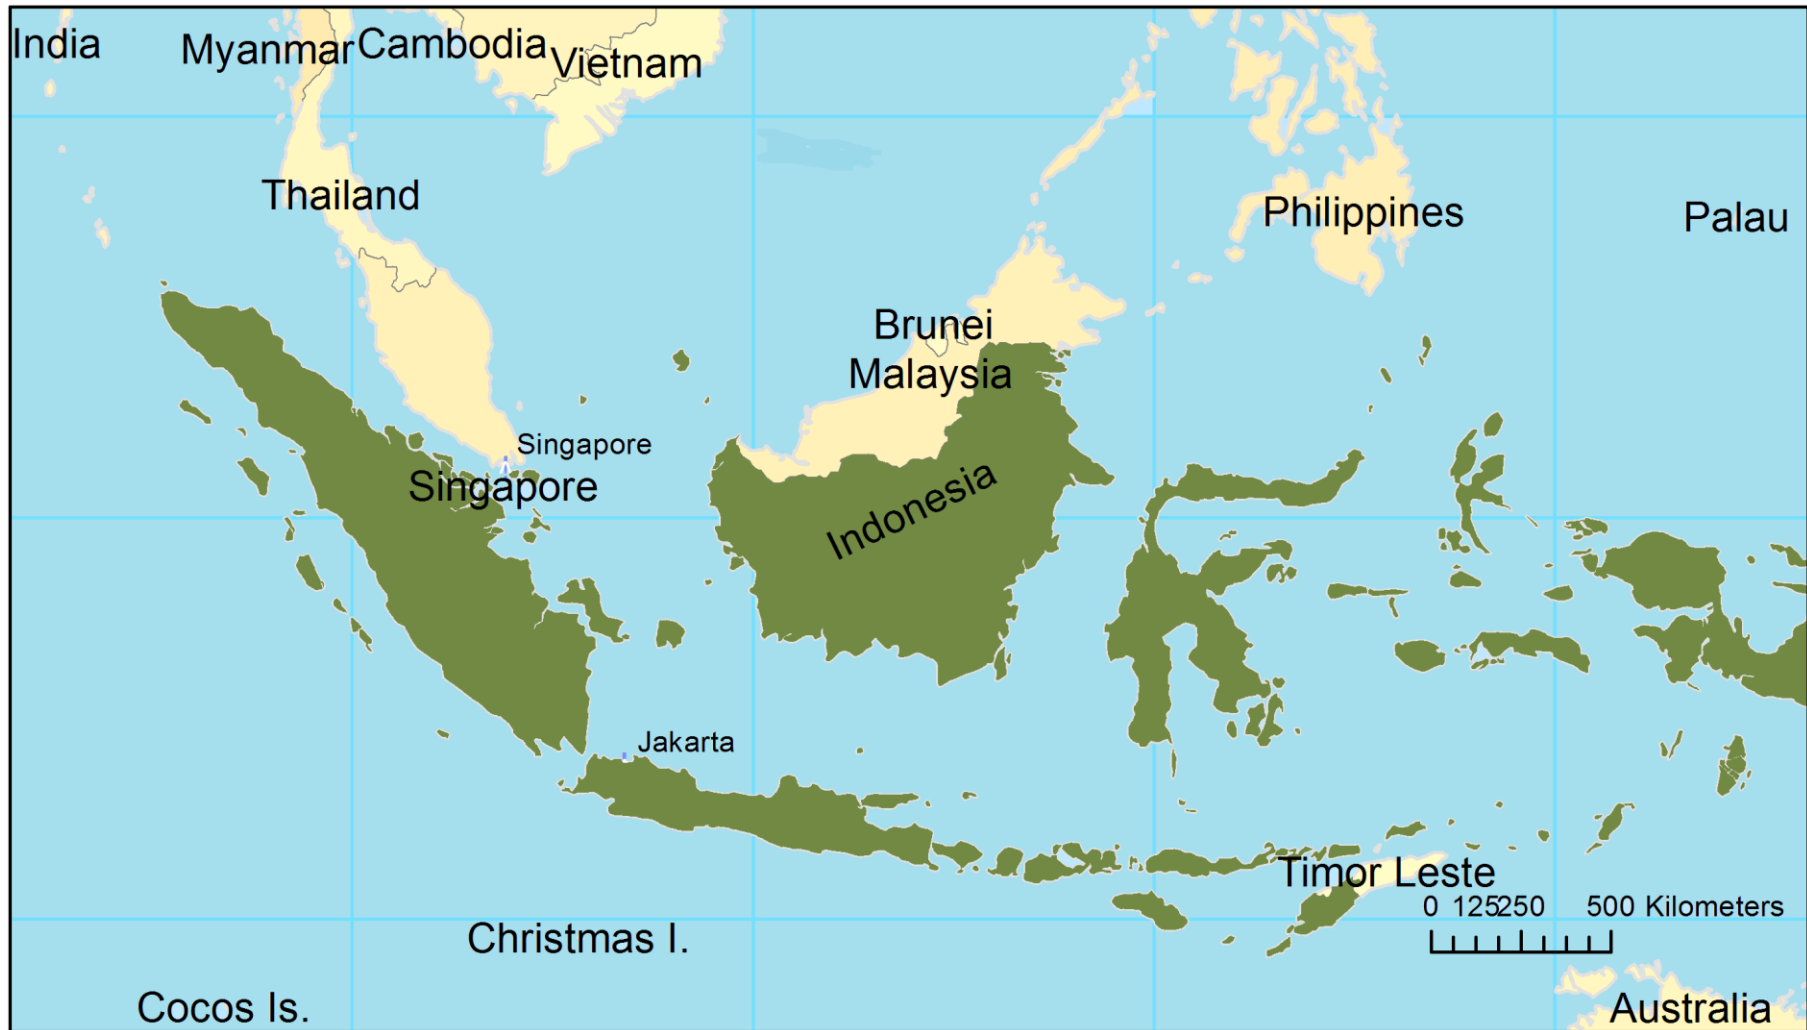 India
Myanmar
Cambodia
Vietnam
Thailand
Philippines
Palau
Brunei
Malaysia
Singapore
Singapore
Indonesia
Jakarta
Timor Leste
0 125 250 500 Kilometers
Christmas I.
Cocos Is.
Australia